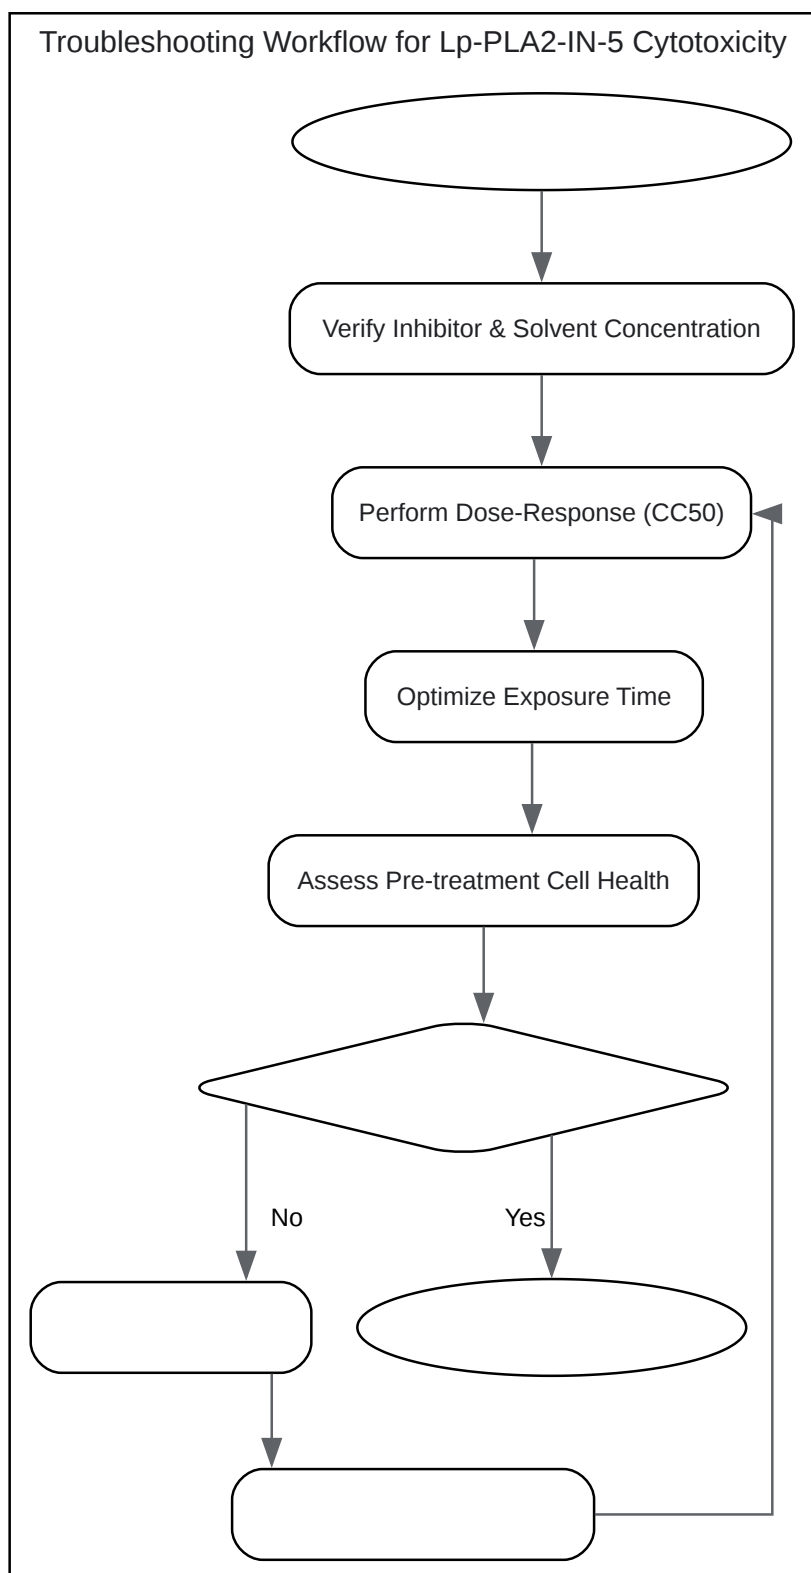 Troubleshooting Workflow for Lp-PLA2-IN-5 Cytotoxicity
Verify Inhibitor & Solvent Concentration
Perform Dose-Response (CC50)
Optimize Exposure Time
Assess Pre-treatment Cell Health
No
Yes